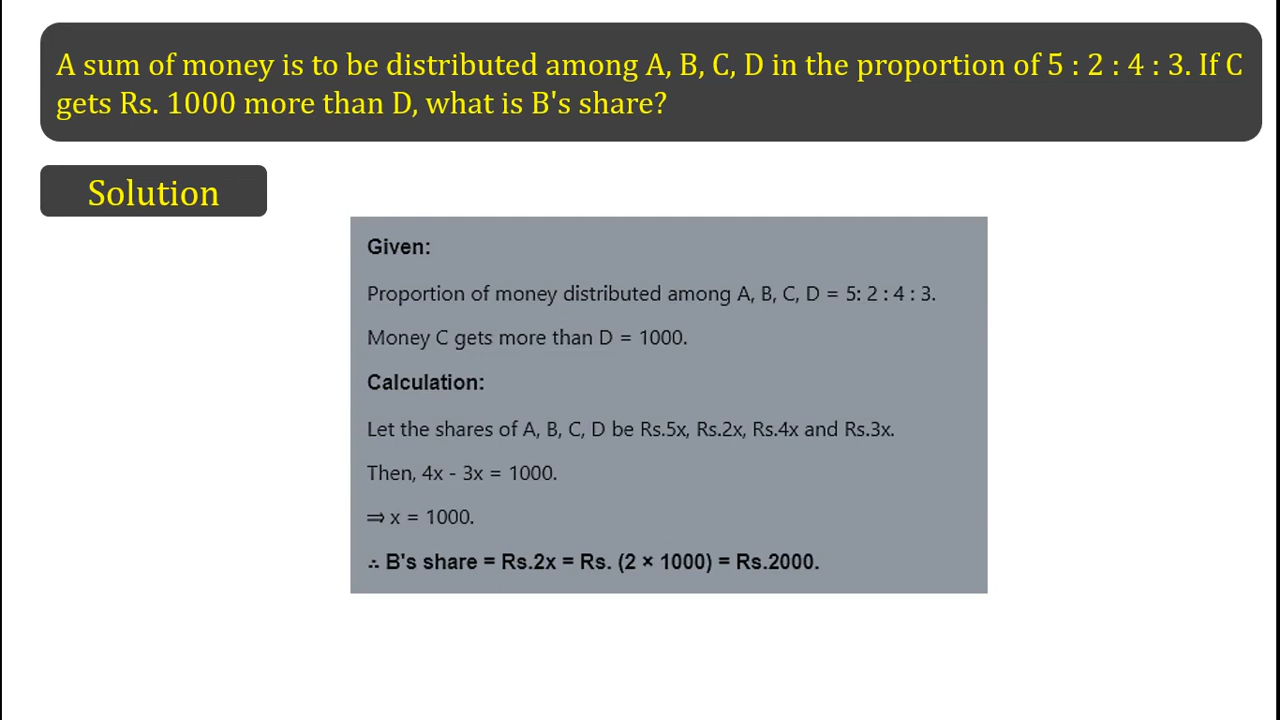 A sum of money is to be distributed among A, B, C, D in the proportion of 5 : 2 : 4 : 3. If C
gets Rs. 1000 more than D, what is B's share?
Solution
Given:
Proportion of money distributed among A, B, C, D = 5: 2 : 4 : 3.
Money C gets more than D = 1000.
Calculation:
Let the shares of A, B, C, D be Rs.5x, Rs.2x, Rs.4x and Rs.3x.
Then, 4x - 3x = 1000.
⇒ x = 1000.
∴ B's share = Rs.2x = Rs. (2 × 1000) = Rs.2000.